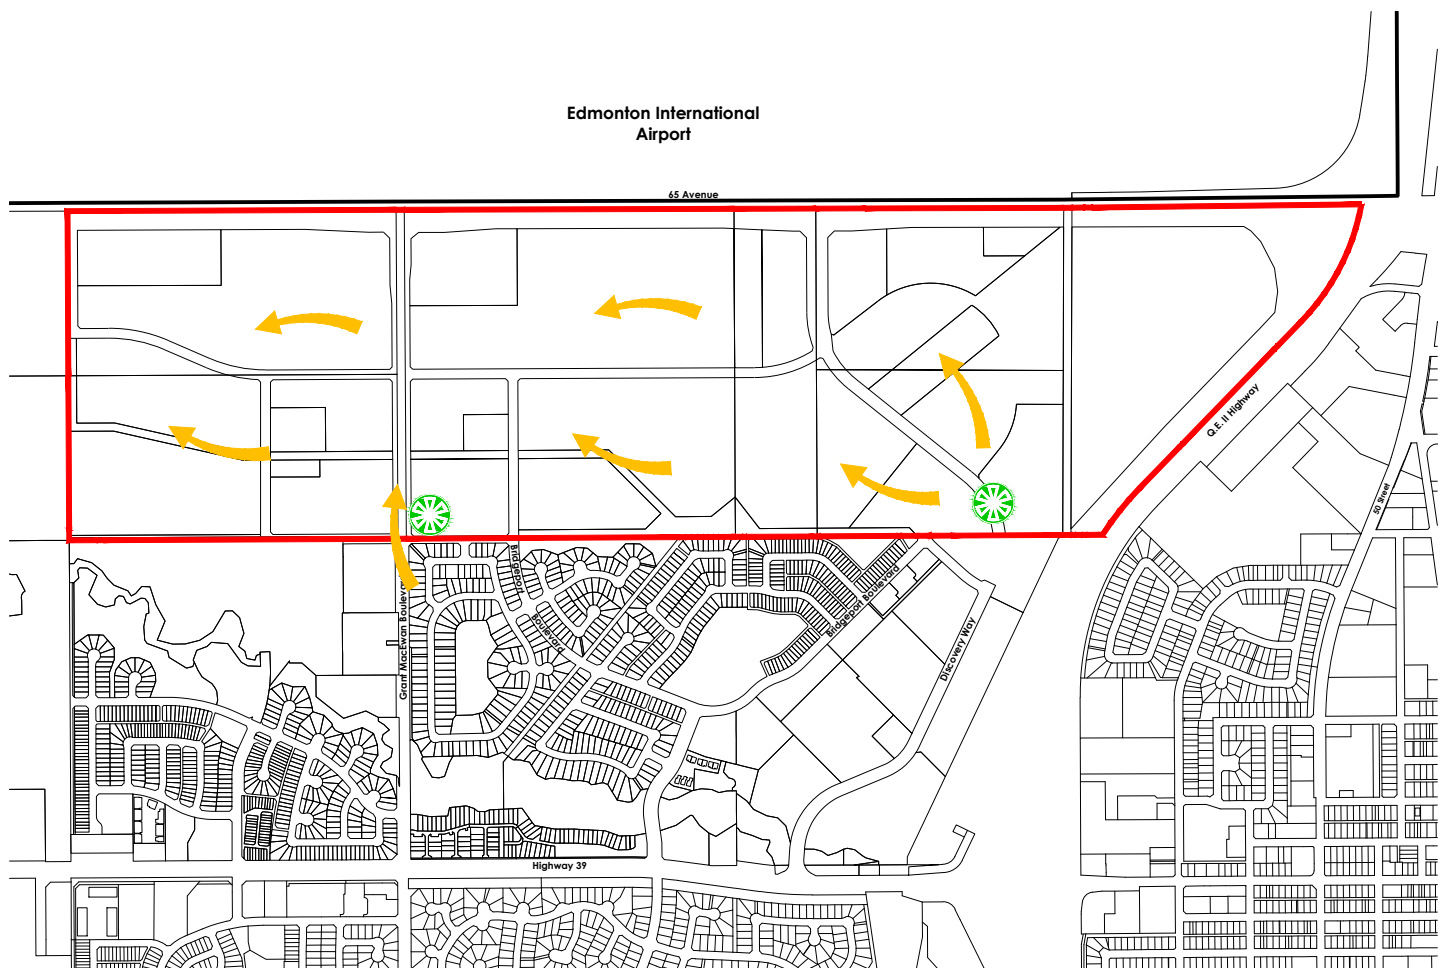 Edmonton International
Airport
65 Avenue
Q.E. II Highway
50 Street
Bridgeport
Boulevard
Bridgeport Boulevard
Grant MacEwan Boulevard
Discovery Way
Highway 39